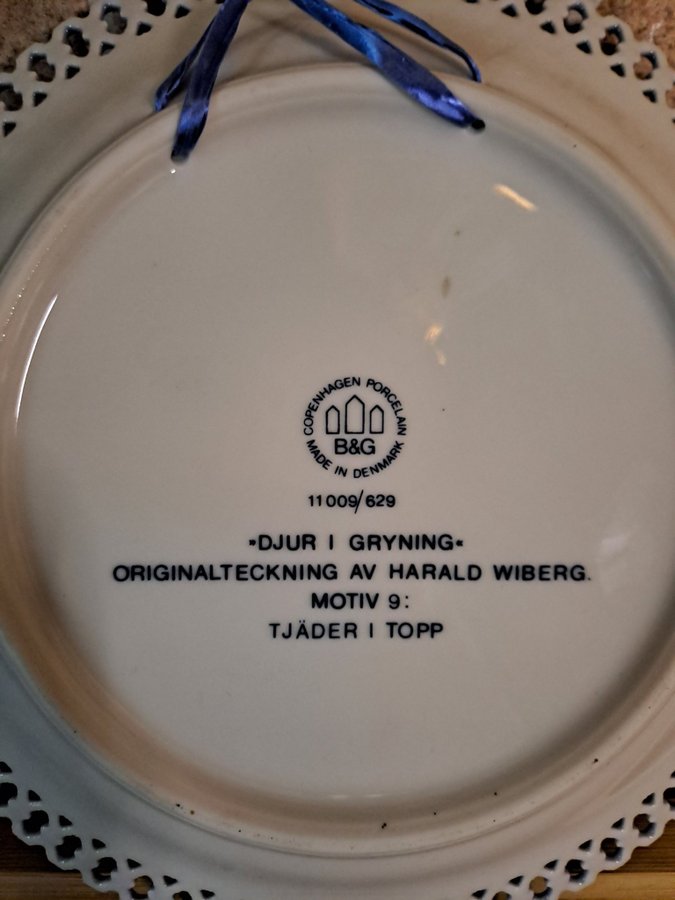 COPENHAGEN PORCELAIN
B&G
MADE IN DENMARK
11009/629
»DJUR I GRYNING«
ORIGINALTECKNING AV HARALD WIBERG.
MOTIV 9:
TJÄDER I TOPP